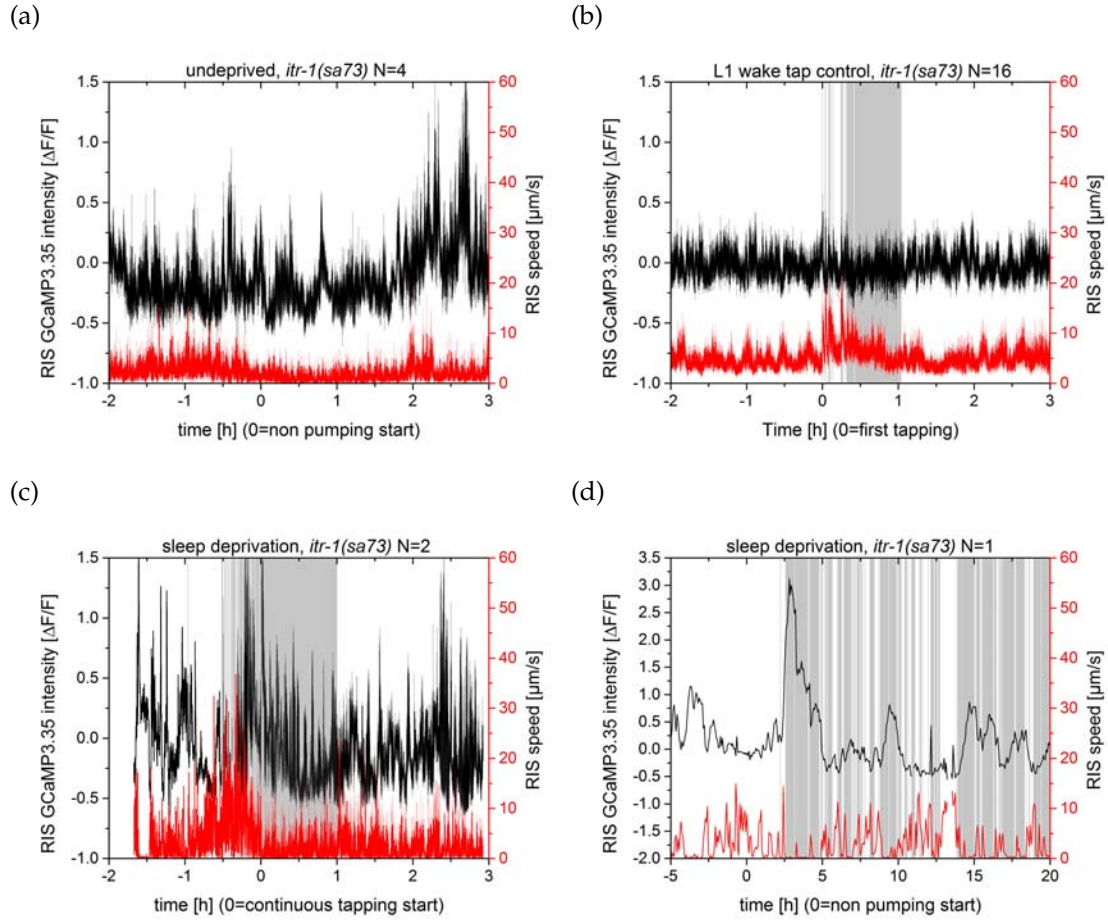 (a)
undeprived, itr-1(sa73) N=4
RIS GCaMP3.35 intensity [ΔF/F]
1.5
1.0
0.5
0.0
-0.5
-1.0
60
50
40
30
20
10
0
RIS speed [µm/s]
-2 -1 0 1 2 3
time [h] (0=non pumping start)
(b)
L1 wake tap control, itr-1(sa73) N=16
RIS GCaMP3.35 intensity [ΔF/F]
1.5
1.0
0.5
0.0
-0.5
-1.0
60
50
40
30
20
10
0
RIS speed [µm/s]
-2 -1 0 1 2 3
Time [h] (0=first tapping)
(c)
sleep deprivation, itr-1(sa73) N=2
RIS GCaMP3.35 intensity [ΔF/F]
1.5
1.0
0.5
0.0
-0.5
-1.0
60
50
40
30
20
10
0
RIS speed [µm/s]
-2 -1 0 1 2 3
time [h] (0=continuous tapping start)
(d)
sleep deprivation, itr-1(sa73) N=1
RIS GCaMP3.35 intensity [ΔF/F]
3.5
3.0
2.5
2.0
1.5
1.0
0.5
0.0
-0.5
-1.0
-1.5
-2.0
60
50
40
30
20
10
0
RIS speed [µm/s]
-5 0 5 10 15 20
time [h] (0=non pumping start)